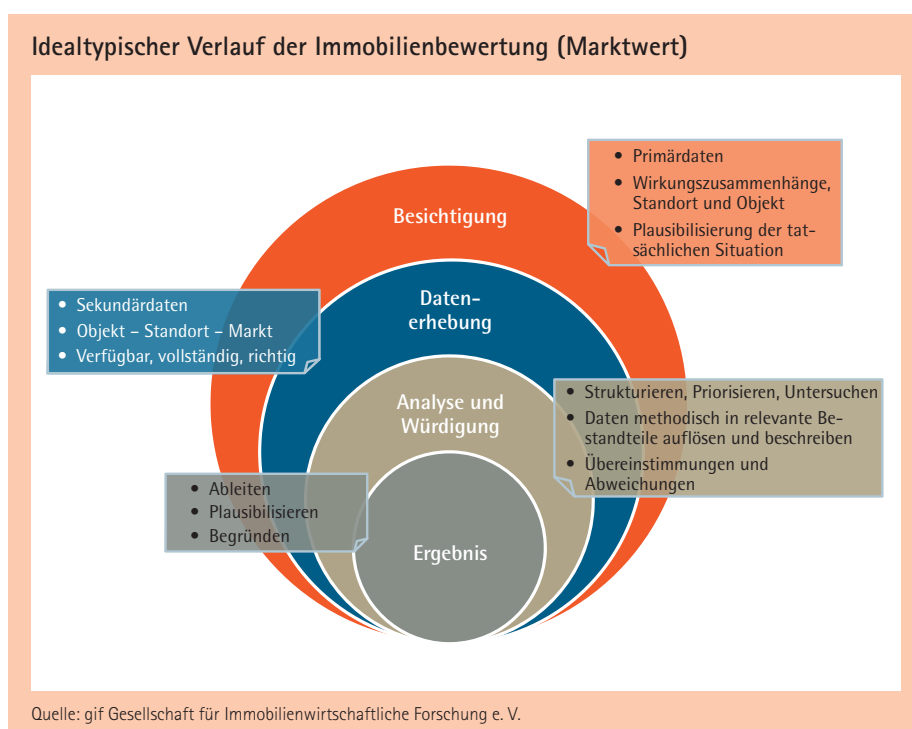 Idealtypischer Verlauf der Immobilienbewertung (Marktwert)
Besichtigung
• Primärdaten
• Wirkungszusammenhänge,
Standort und Objekt
• Plausibilisierung der tat-
sächlichen Situation
Daten-
erhebung
• Sekundärdaten
• Objekt – Standort – Markt
• Verfügbar, vollständig, richtig
Analyse und
Würdigung
• Strukturieren, Priorisieren, Untersuchen
• Daten methodisch in relevante Be-
standteile auflösen und beschreiben
• Übereinstimmungen und
Abweichungen
• Ableiten
• Plausibilisieren
• Begründen
Ergebnis
Quelle: gif Gesellschaft für Immobilienwirtschaftliche Forschung e. V.